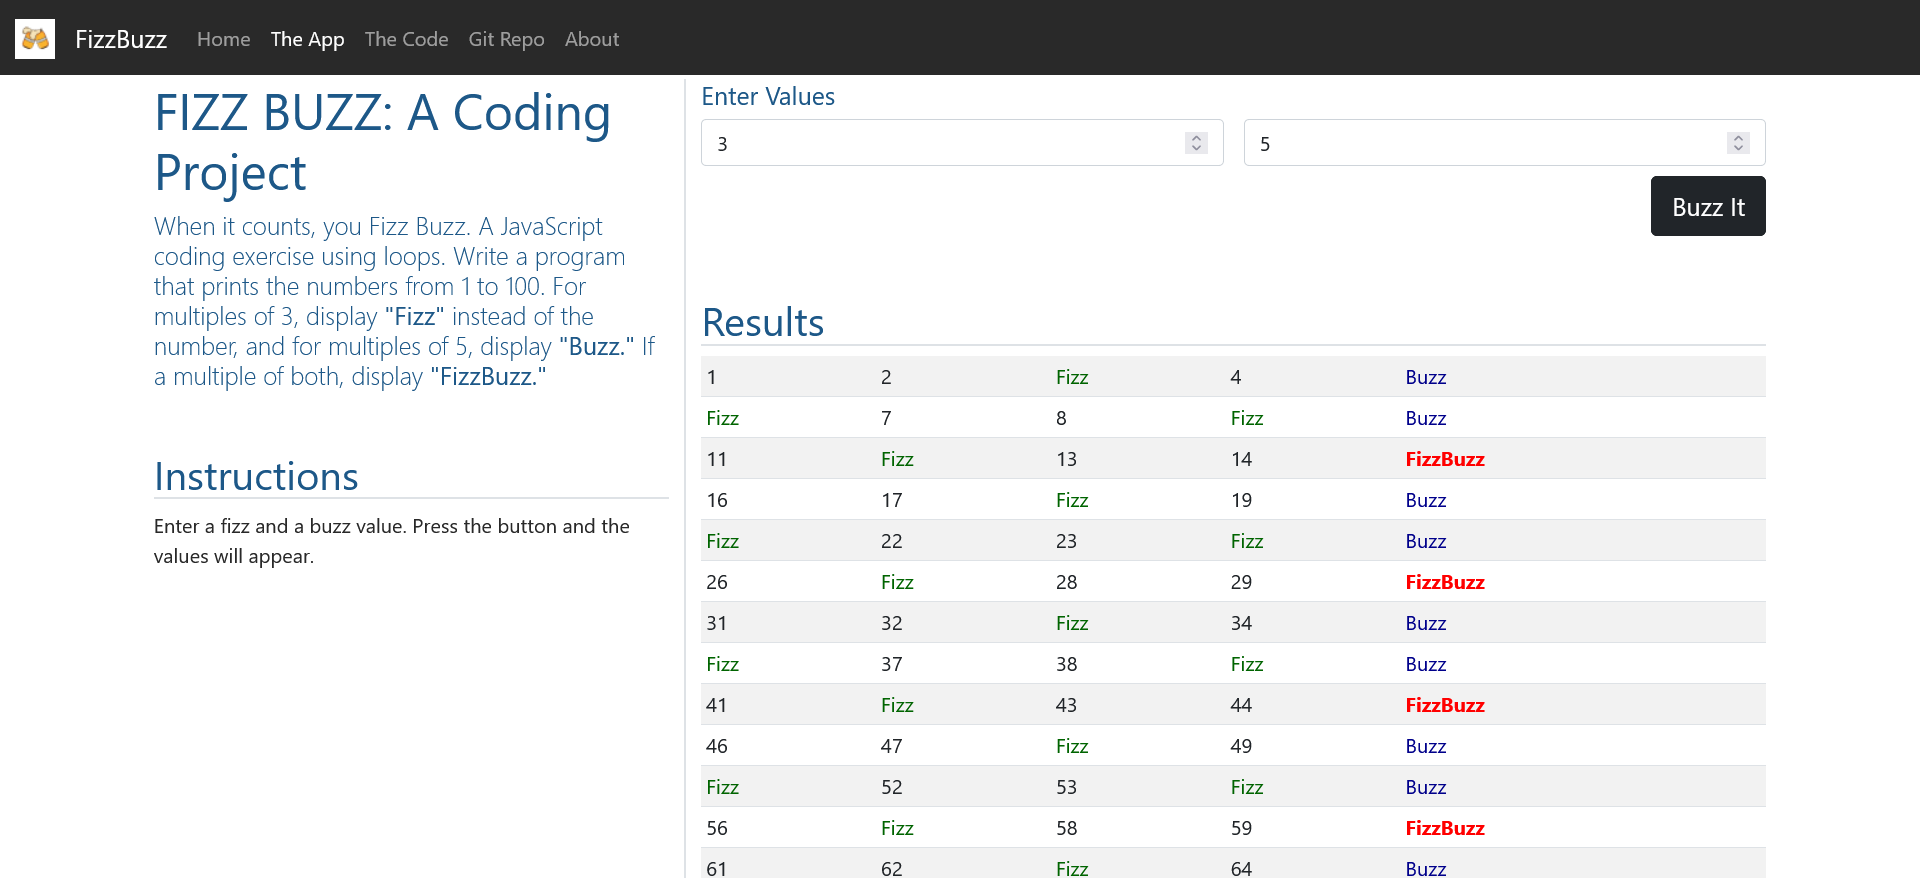 FizzBuzz Home The App The Code Git Repo About
FIZZ BUZZ: A Coding
Project
When it counts, you Fizz Buzz. A JavaScript
coding exercise using loops. Write a program
that prints the numbers from 1 to 100. For
multiples of 3, display "Fizz" instead of the
number, and for multiples of 5, display "Buzz." If
a multiple of both, display "FizzBuzz."
Instructions
Enter a fizz and a buzz value. Press the button and the
values will appear.
Enter Values
3 5
Buzz It
Results
1 2 Fizz 4 Buzz
Fizz 7 8 Fizz Buzz
11 Fizz 13 14 FizzBuzz
16 17 Fizz 19 Buzz
Fizz 22 23 Fizz Buzz
26 Fizz 28 29 FizzBuzz
31 32 Fizz 34 Buzz
Fizz 37 38 Fizz Buzz
41 Fizz 43 44 FizzBuzz
46 47 Fizz 49 Buzz
Fizz 52 53 Fizz Buzz
56 Fizz 58 59 FizzBuzz
61 62 Fizz 64 Buzz